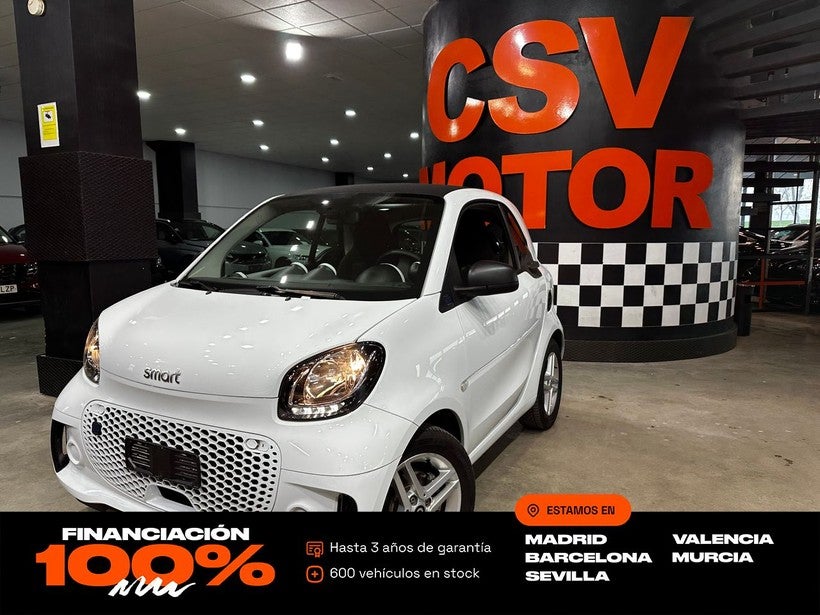 CSV
MOTOR
smart
ESTAMOS EN
FINANCIACIÓN
100%
Hasta 3 años de garantía
600 vehículos en stock
MADRID
BARCELONA
SEVILLA
VALENCIA
MURCIA